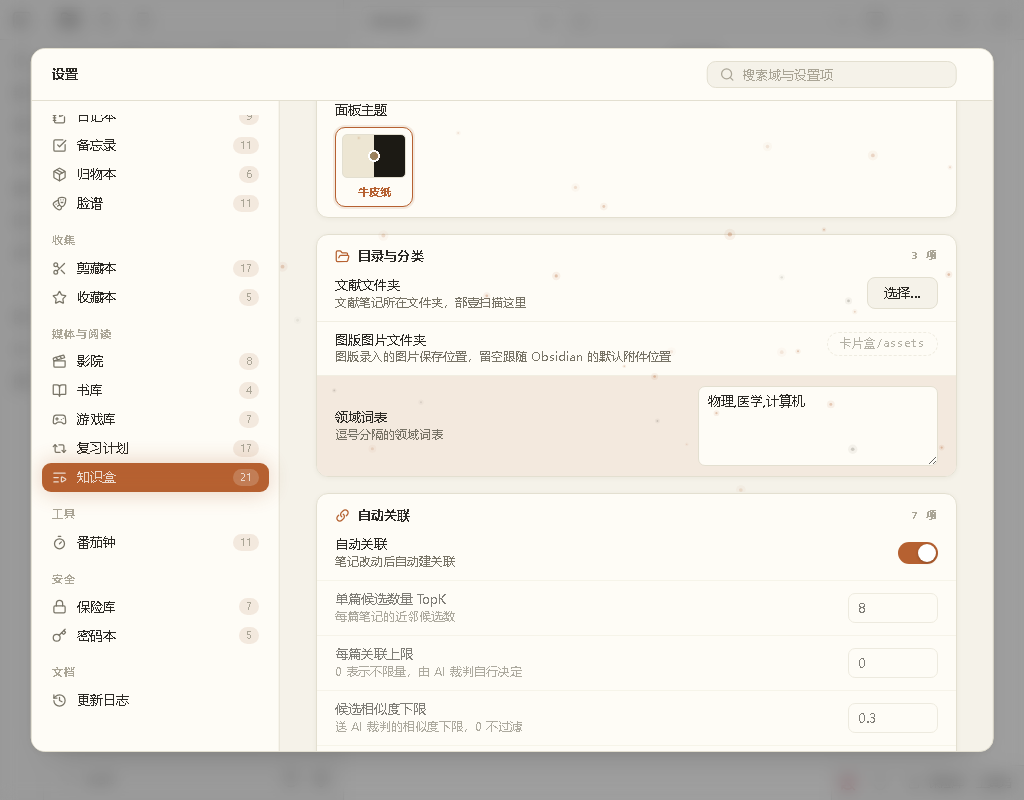 设置
搜索域与设置项
日记本 9
备忘录 11
归物本 6
脸谱 11
收集
剪藏本 17
收藏本 5
媒体与阅读
影院 8
书库 4
游戏库 7
复习计划 17
知识盒 21
工具
番茄钟 11
安全
保险库 7
密码本 5
文档
更新日志
面板主题
牛皮纸
目录与分类 3 项
文献文件夹
文献笔记所在文件夹，部壹扫描这里
选择...
图版图片文件夹
图版录入的图片保存位置，留空跟随 Obsidian 的默认附件位置
卡片盒/assets
领域词表
逗号分隔的领域词表
物理,医学,计算机
自动关联 7 项
自动关联
笔记改动后自动建关联
单篇候选数量 TopK
每篇笔记的近邻候选数
8
每篇关联上限
0 表示不限量，由 AI 裁判自行决定
0
候选相似度下限
送 AI 裁判的相似度下限，0 不过滤
0.3